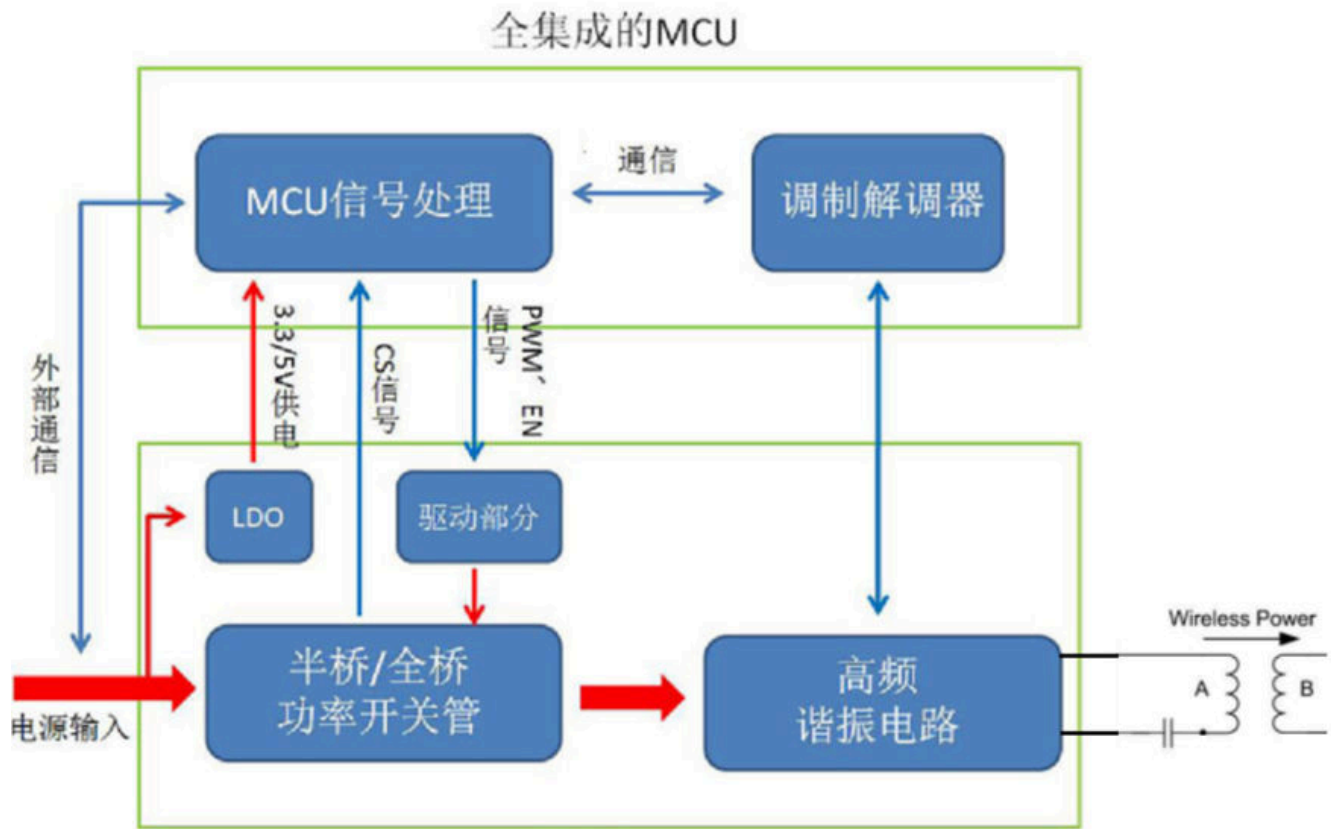 全集成的MCU
MCU信号处理
通信
调制解调器
外部通信
3.3/5V供电
CS信号
PWM、EN
信号
LDO
驱动部分
电源输入
半桥/全桥
功率开关管
高频
谐振电路
Wireless Power
A
B